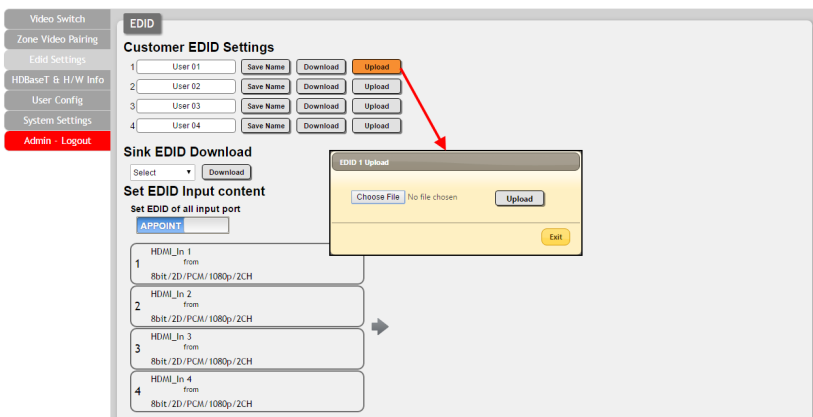 Video Switch
Zone Video Pairing
Edid Settings
HDBaseT & H/W Info
User Config
System Settings
Admin - Logout
EDID
Customer EDID Settings
1 User 01 Save Name Download Upload
2 User 02 Save Name Download Upload
3 User 03 Save Name Download Upload
4 User 04 Save Name Download Upload
Sink EDID Download
Select Download
Set EDID Input content
Set EDID of all input port
APPOINT
HDMI_In 1
1 from
8bit/2D/PCM/1080p/2CH
HDMI_In 2
2 from
8bit/2D/PCM/1080p/2CH
HDMI_In 3
3 from
8bit/2D/PCM/1080p/2CH
HDMI_In 4
4 from
8bit/2D/PCM/1080p/2CH
EDID 1 Upload
Choose File No file chosen Upload
Exit